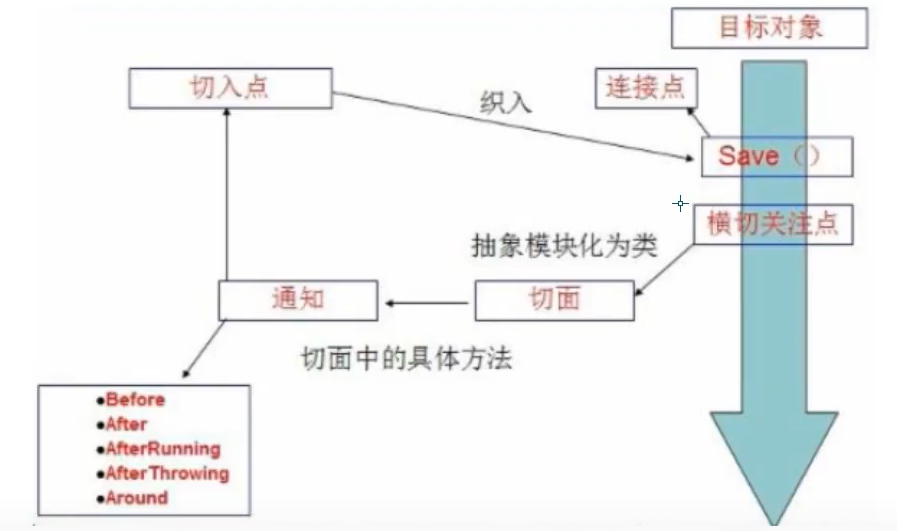 目标对象
切入点
连接点
织入
Save（）
横切关注点
抽象模块化为类
通知
切面
切面中的具体方法
●Before
●After
●AfterRunning
●AfterThrowing
●Around